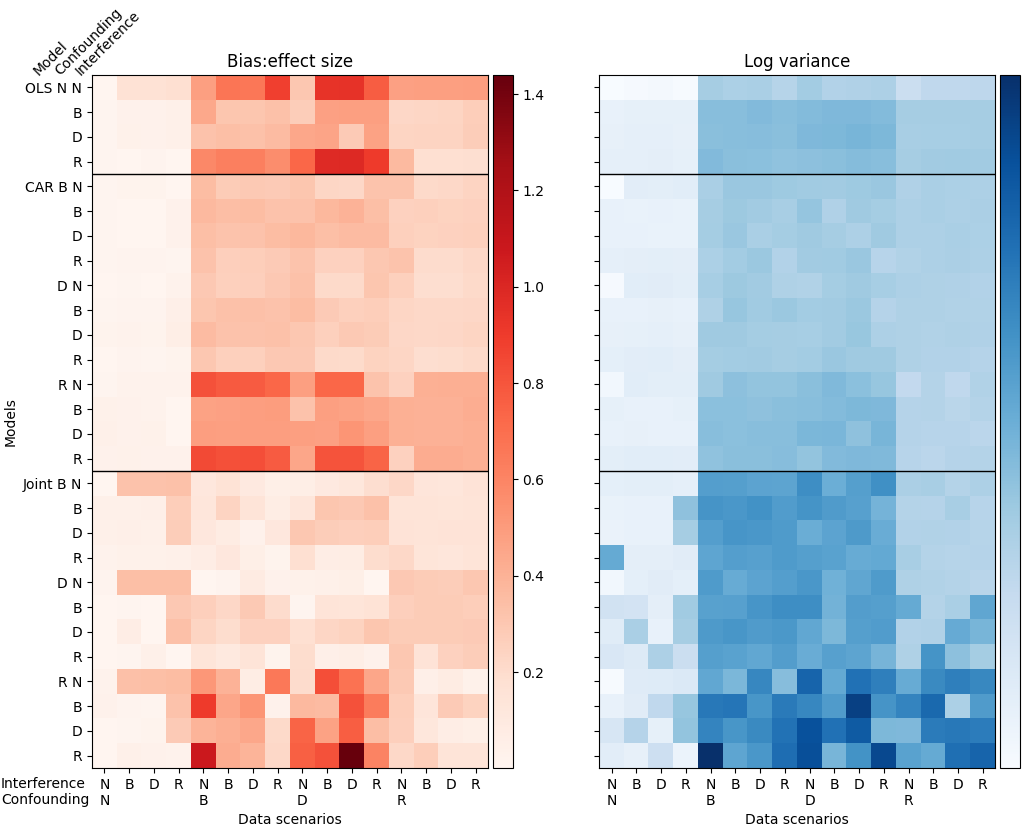 Model
Confounding
Interference
Bias:effect size
Log variance
OLS N N
B
D
R
CAR B N
B
D
R
D N
B
D
R
R N
B
D
R
Joint B N
B
D
R
D N
B
D
R
R N
B
D
R
Models
1.4
1.2
1.0
0.8
0.6
0.4
0.2
Interference N B D R N B D R N B D R N B D R
Confounding N B D R
Data scenarios
N B D R N B D R N B D R N B D R
N B D R
Data scenarios